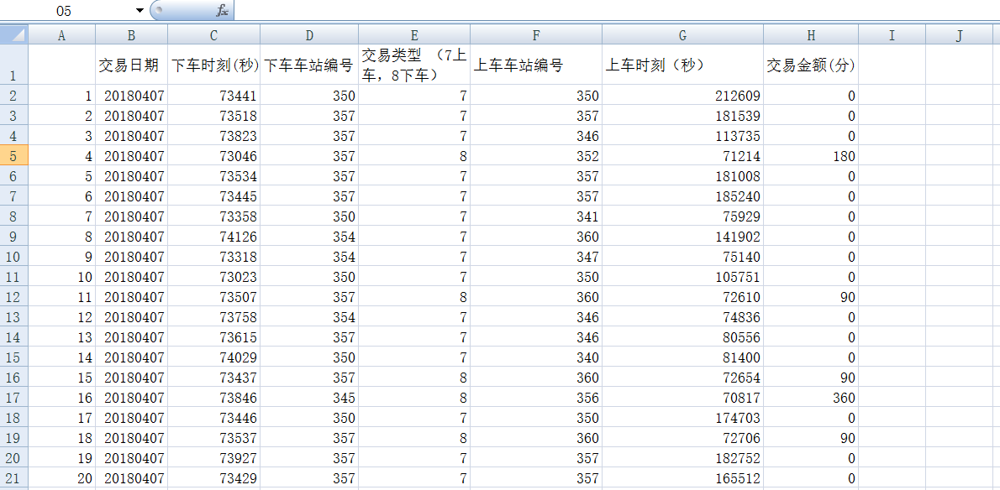 O5 fx
A B C D E F G H I J
1 交易日期 下车时刻(秒) 下车车站编号 交易类型 （7上车，8下车） 上车车站编号 上车时刻（秒） 交易金额(分)
2 1 20180407 73441 350 7 350 212609 0
3 2 20180407 73518 357 7 357 181539 0
4 3 20180407 73823 357 7 346 113735 0
5 4 20180407 73046 357 8 352 71214 180
6 5 20180407 73534 357 7 357 181008 0
7 6 20180407 73445 357 7 357 185240 0
8 7 20180407 73358 350 7 341 75929 0
9 8 20180407 74126 354 7 360 141902 0
10 9 20180407 73318 354 7 347 75140 0
11 10 20180407 73023 350 7 350 105751 0
12 11 20180407 73507 357 8 360 72610 90
13 12 20180407 73758 354 7 346 74836 0
14 13 20180407 73615 357 7 346 80556 0
15 14 20180407 74029 350 7 340 81400 0
16 15 20180407 73437 357 8 360 72654 90
17 16 20180407 73846 345 8 356 70817 360
18 17 20180407 73446 350 7 350 174703 0
19 18 20180407 73537 357 8 360 72706 90
20 19 20180407 73927 357 7 357 182752 0
21 20 20180407 73429 357 7 357 165512 0